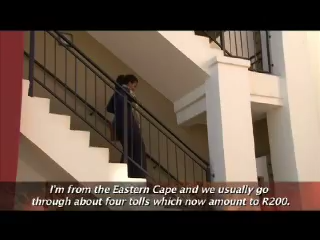 I'm from the Eastern Cape and we usually go
through about four tolls which now amount to R200.